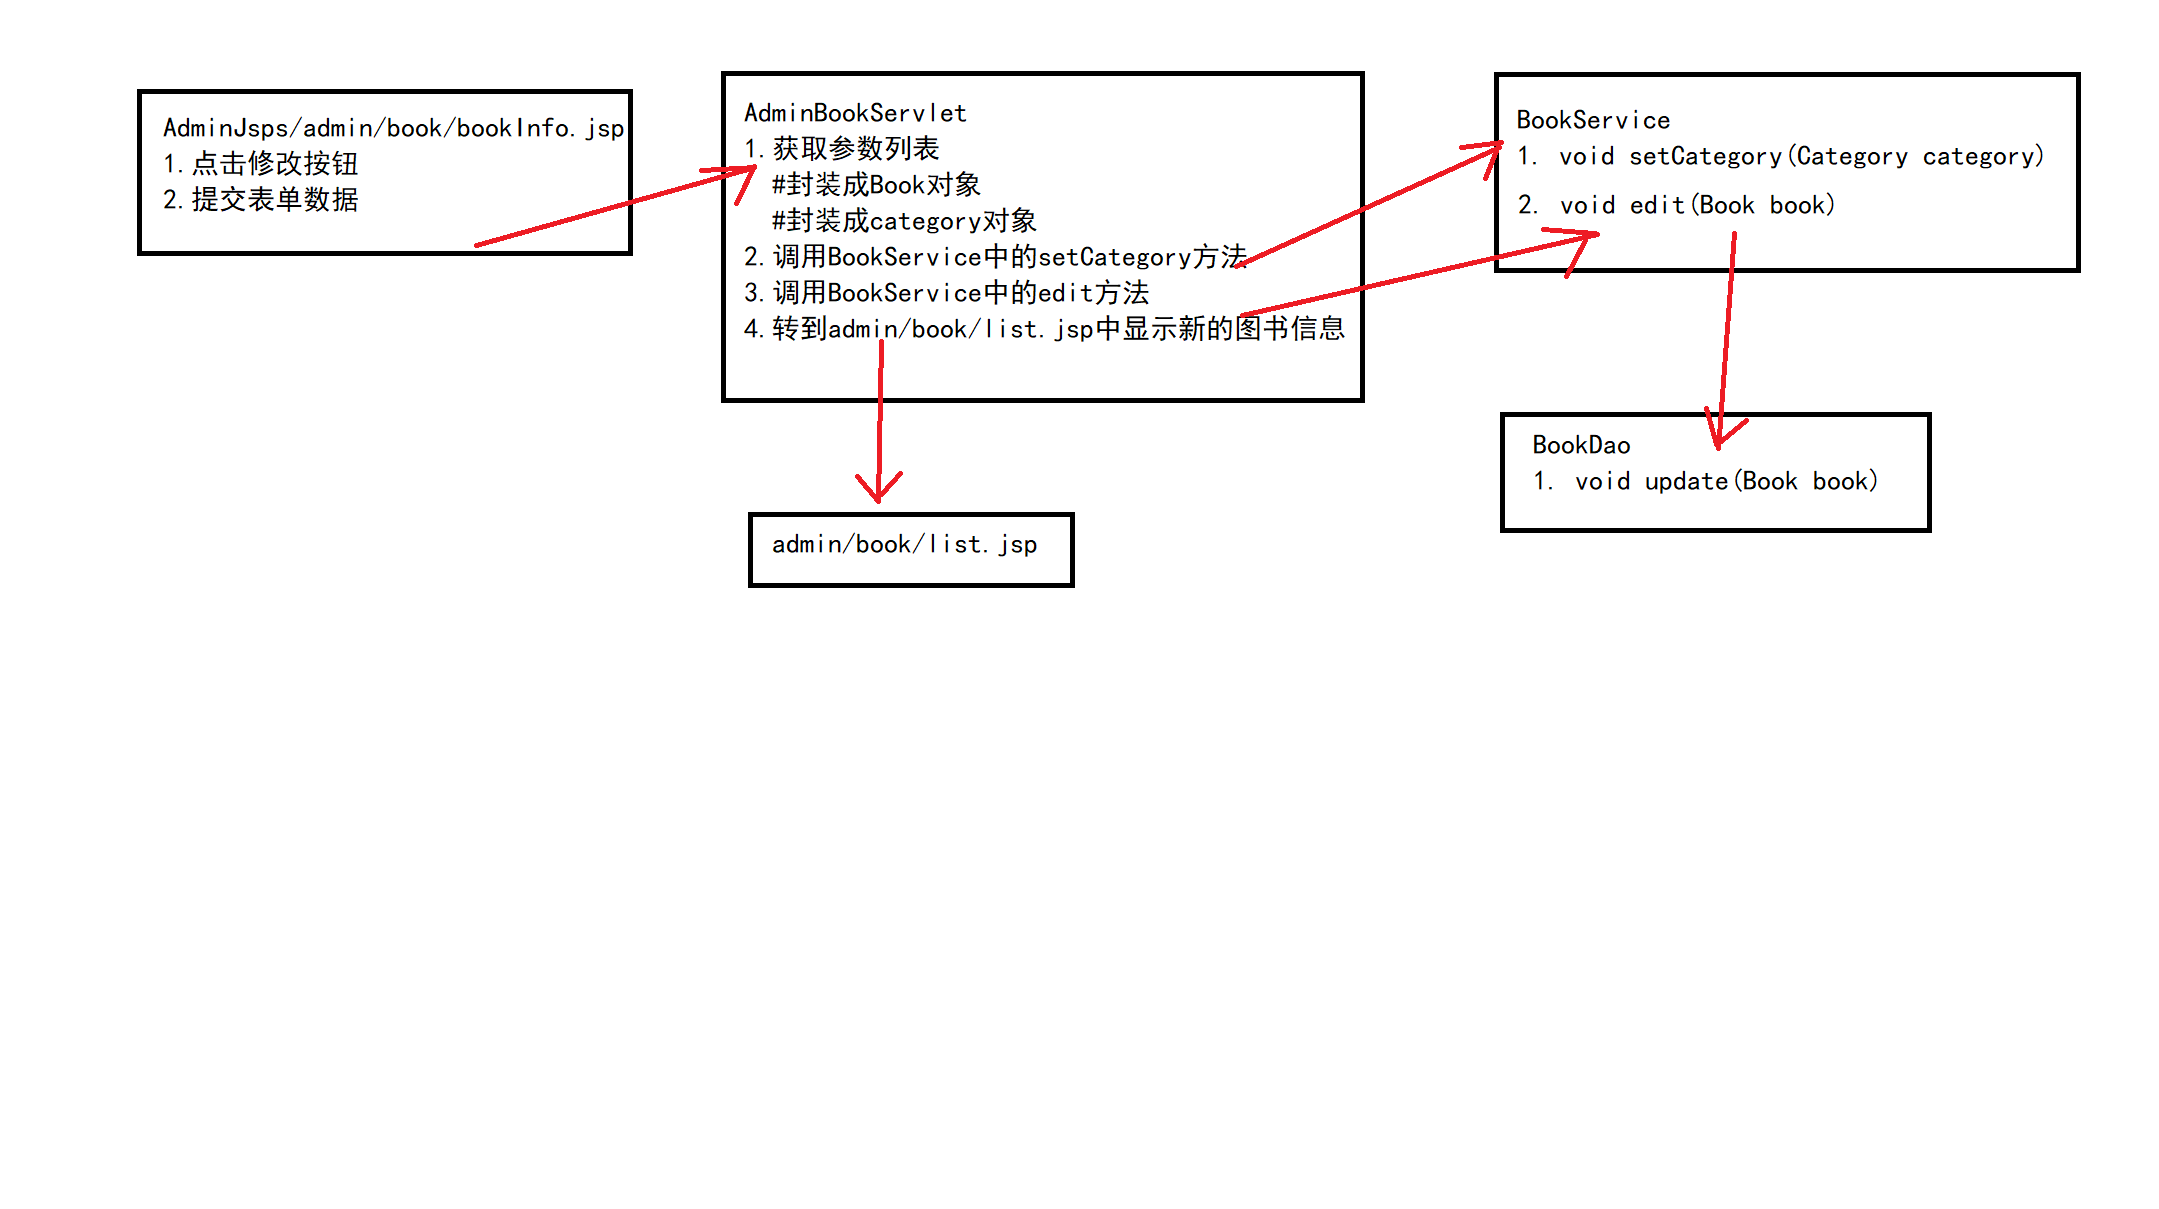 AdminJsps/admin/book/bookInfo.jsp
1.点击修改按钮
2.提交表单数据
AdminBookServlet
1.获取参数列表
#封装成Book对象
#封装成category对象
2.调用BookService中的setCategory方法
3.调用BookService中的edit方法
4.转到admin/book/list.jsp中显示新的图书信息
BookService
1. void setCategory(Category category)
2. void edit(Book book)
BookDao
1. void update(Book book)
admin/book/list.jsp